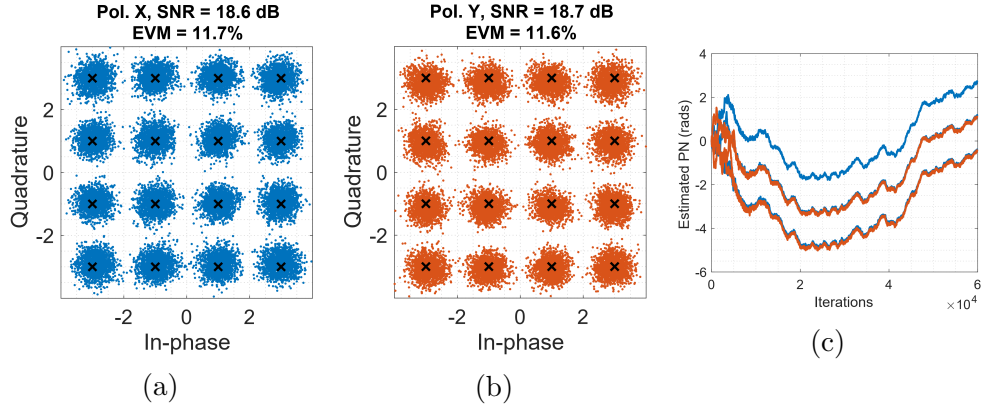 Pol. X, SNR = 18.6 dB
EVM = 11.7%
Quadrature
2
0
-2
-2
0
2
In-phase
(a)
Pol. Y, SNR = 18.7 dB
EVM = 11.6%
Quadrature
2
0
-2
-2
0
2
In-phase
(b)
Estimated PN (rads)
4
2
0
-2
-4
-6
0
2
4
6
Iterations
×10⁴
(c)